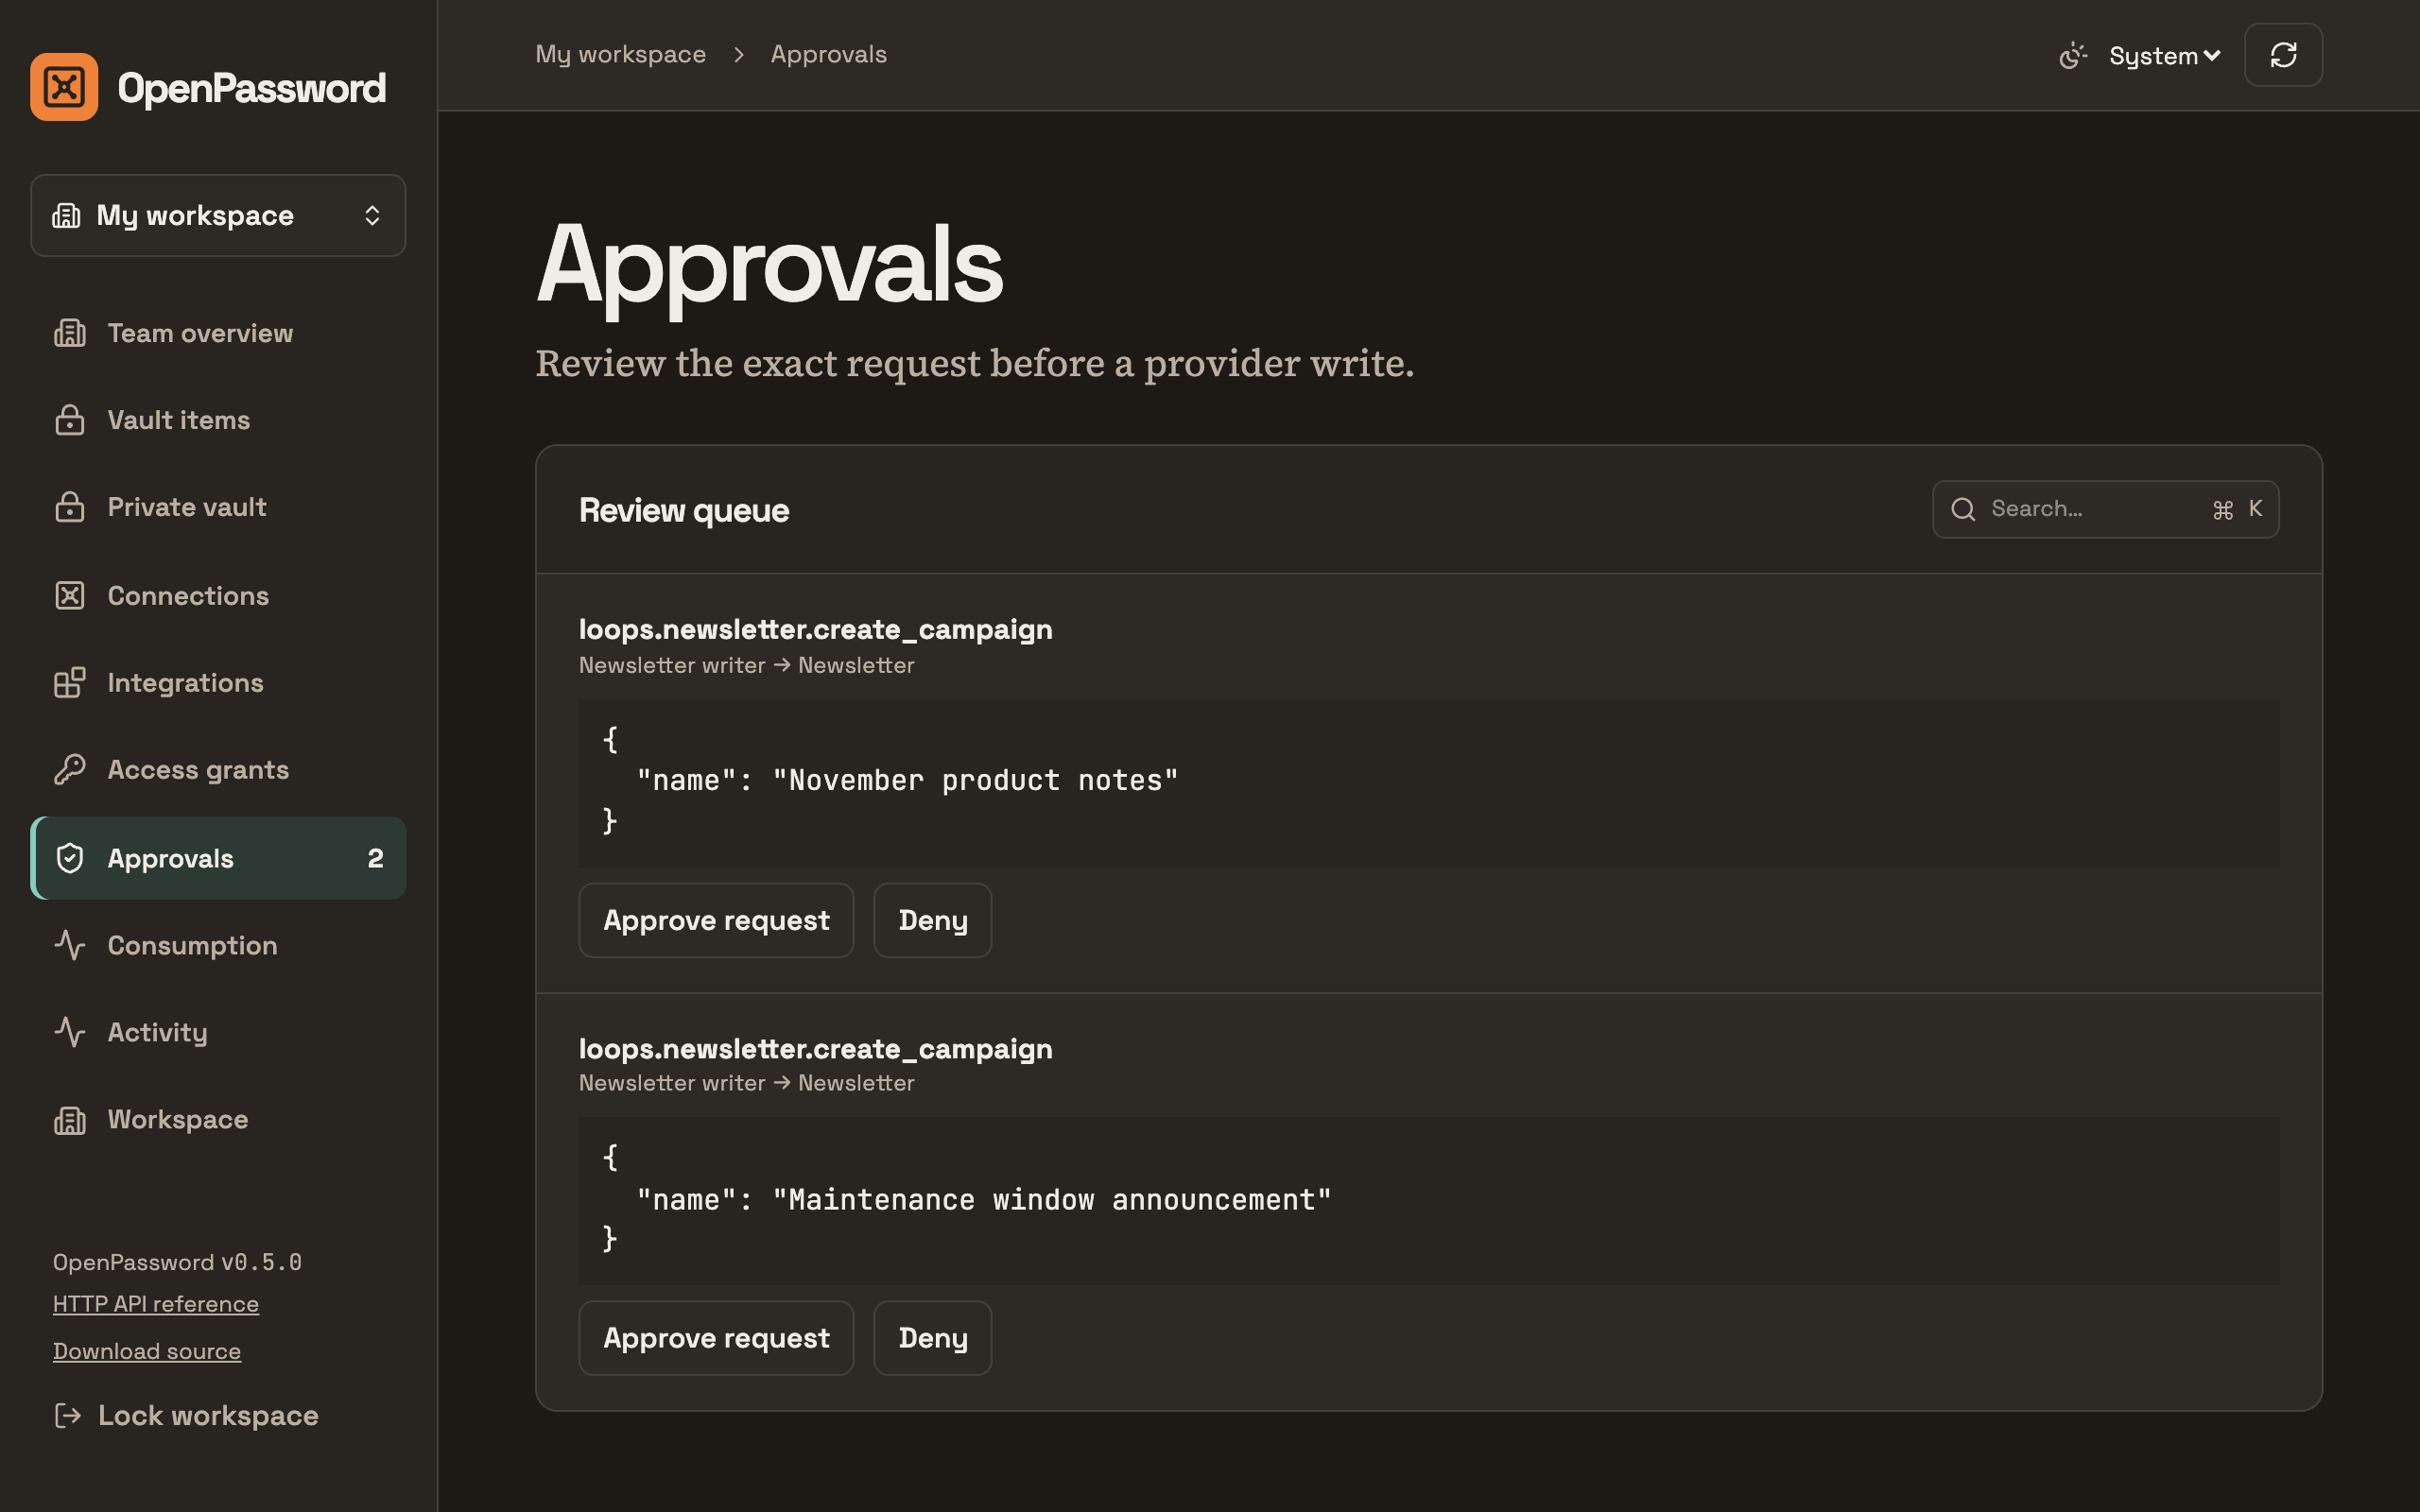 OpenPassword
My workspace
Team overview
Vault items
Private vault
Connections
Integrations
Access grants
Approvals 2
Consumption
Activity
Workspace
OpenPassword v0.5.0
HTTP API reference
Download source
Lock workspace
My workspace > Approvals
System
Approvals
Review the exact request before a provider write.
Review queue
Search... ⌘ K
loops.newsletter.create_campaign
Newsletter writer → Newsletter
{
"name": "November product notes"
}
Approve request Deny
loops.newsletter.create_campaign
Newsletter writer → Newsletter
{
"name": "Maintenance window announcement"
}
Approve request Deny